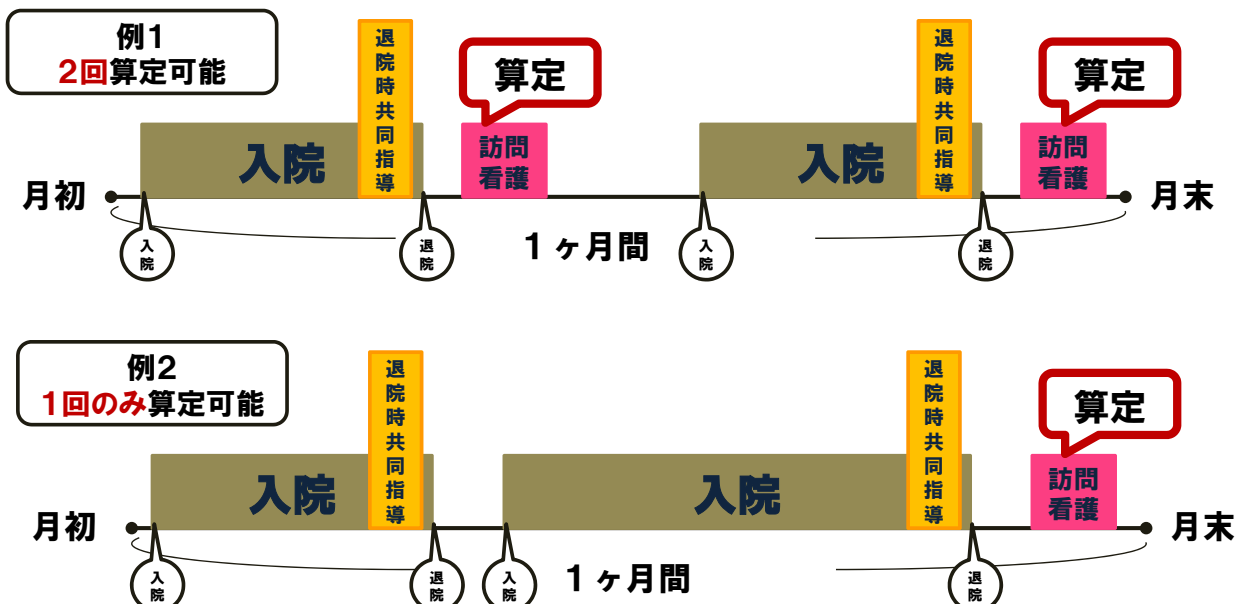 例1
2回算定可能
退院時共同指導
算定
退院時共同指導
算定
入院
訪問
看護
入院
訪問
看護
月初
月末
入院
退院
1ヶ月間
入院
退院
例2
1回のみ算定可能
退院時共同指導
退院時共同指導
算定
入院
入院
訪問
看護
月初
月末
入院
退院
入院
1ヶ月間
退院